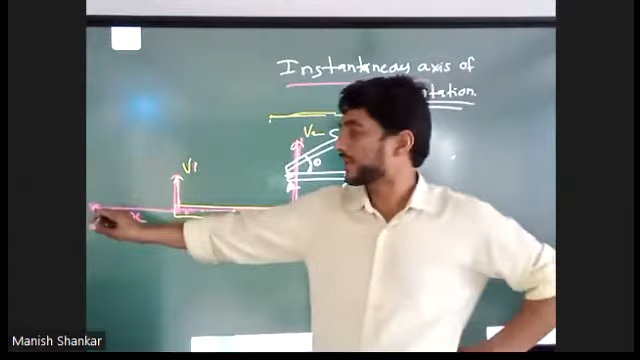 Instantaneous axis of
V2
θ
V1
x
Manish Shankar